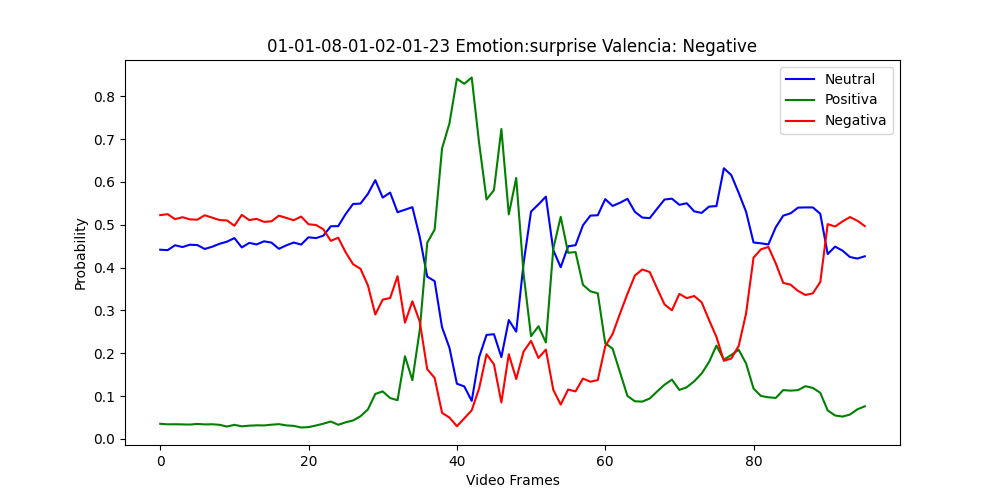 01-01-08-01-02-01-23 Emotion:surprise Valencia: Negative
Neutral
Positiva
Negativa
Probability
0.8
0.7
0.6
0.5
0.4
0.3
0.2
0.1
0.0
0
20
40
60
80
Video Frames